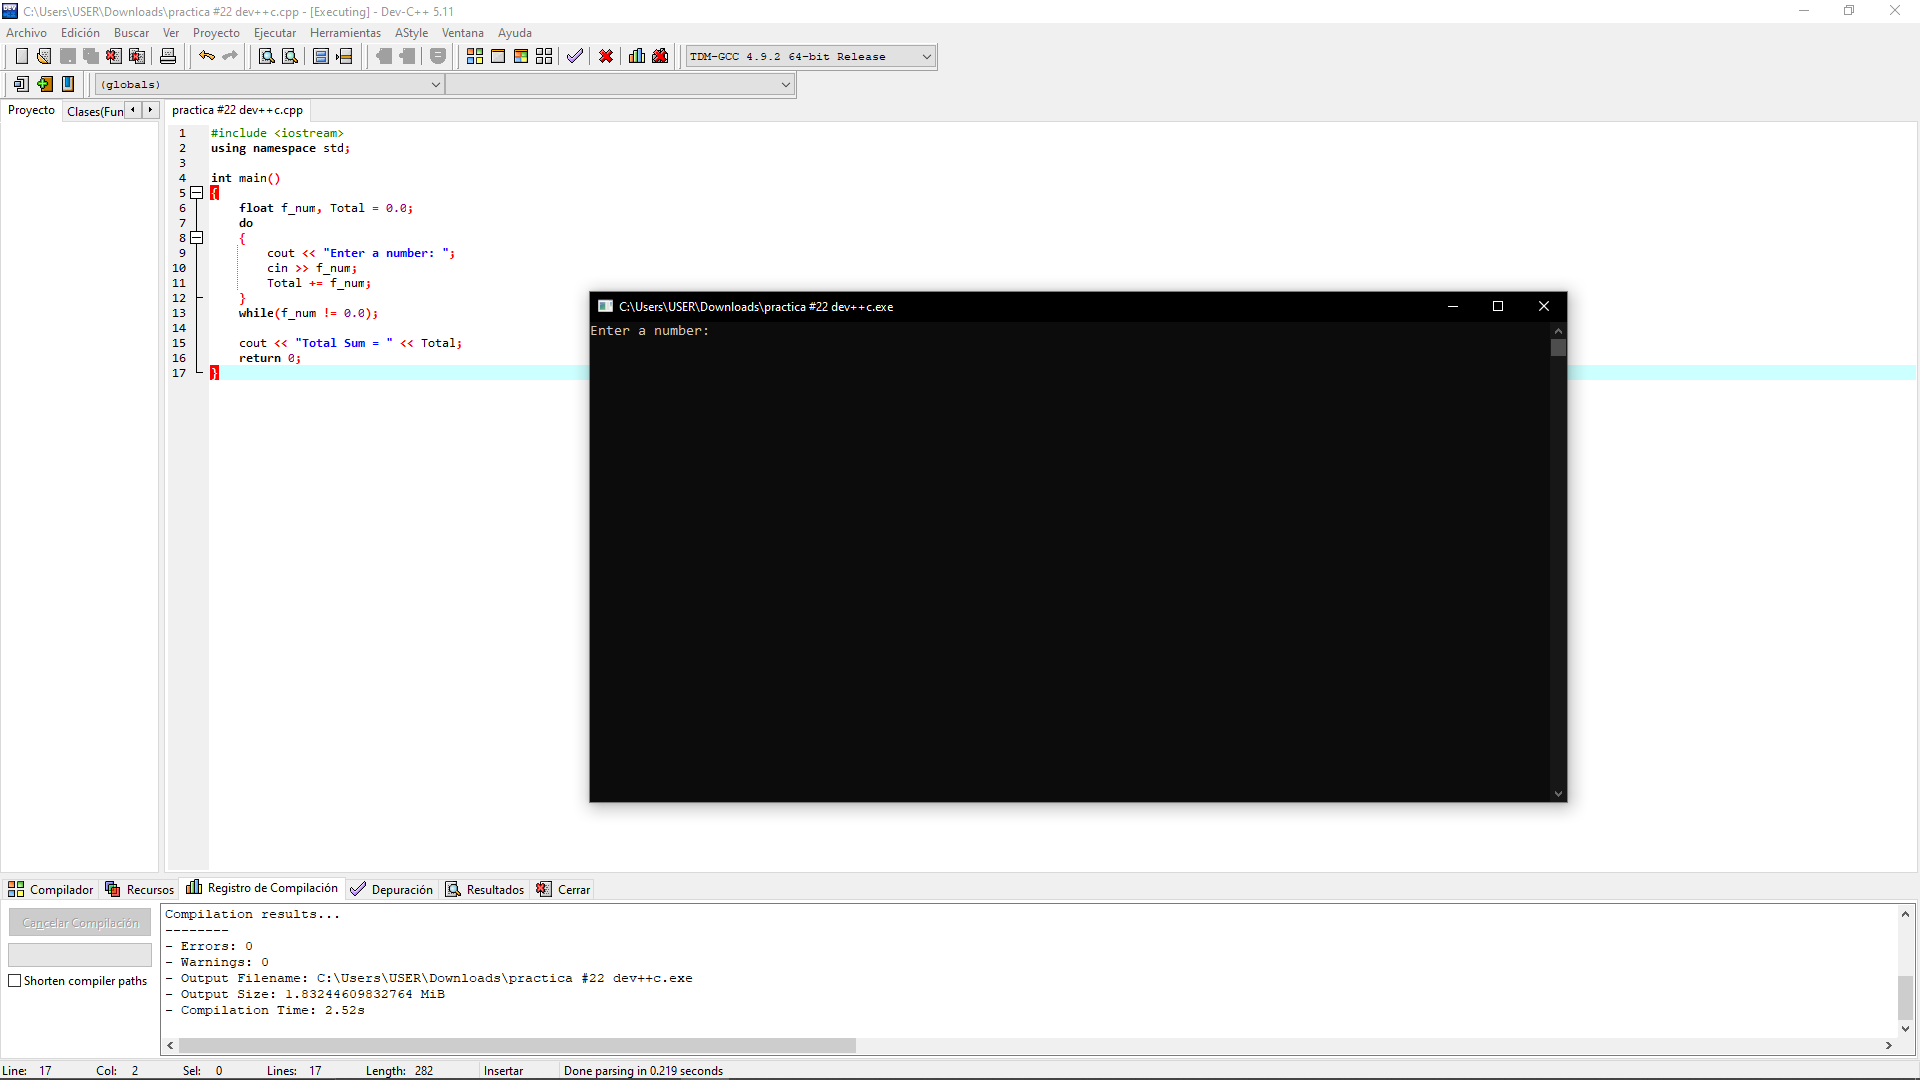 C:\Users\USER\Downloads\practica #22 dev++c.cpp - [Executing] - Dev-C++ 5.11
Archivo Edición Buscar Ver Proyecto Ejecutar Herramientas AStyle Ventana Ayuda
TDM-GCC 4.9.2 64-bit Release
(globals)
Proyecto Clases(Fun practica #22 dev++c.cpp
1 #include <iostream>
2 using namespace std;
3
4 int main()
5 {
6 float f_num, Total = 0.0;
7 do
8 {
9 cout << "Enter a number: ";
10 cin >> f_num;
11 Total += f_num;
12 }
13 while(f_num != 0.0);
14
15 cout << "Total Sum = " << Total;
16 return 0;
17 }
C:\Users\USER\Downloads\practica #22 dev++c.exe
Enter a number:
Compilador Recursos Registro de Compilación Depuración Resultados Cerrar
Cancelar Compilación
Shorten compiler paths
Compilation results...
--------
- Errors: 0
- Warnings: 0
- Output Filename: C:\Users\USER\Downloads\practica #22 dev++c.exe
- Output Size: 1.83244609832764 MiB
- Compilation Time: 2.52s
Line: 17 Col: 2 Sel: 0 Lines: 17 Length: 282 Insertar Done parsing in 0.219 seconds